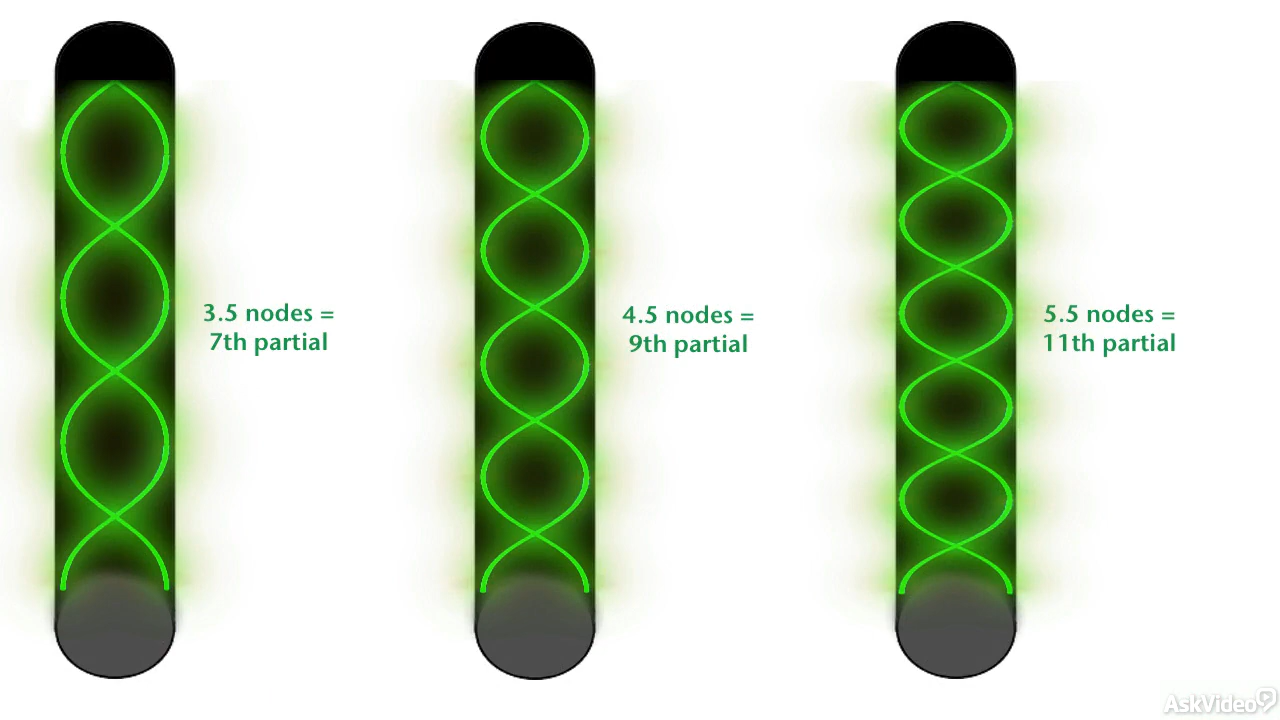 3.5 nodes =
7th partial
4.5 nodes =
9th partial
5.5 nodes =
11th partial
AskVideo